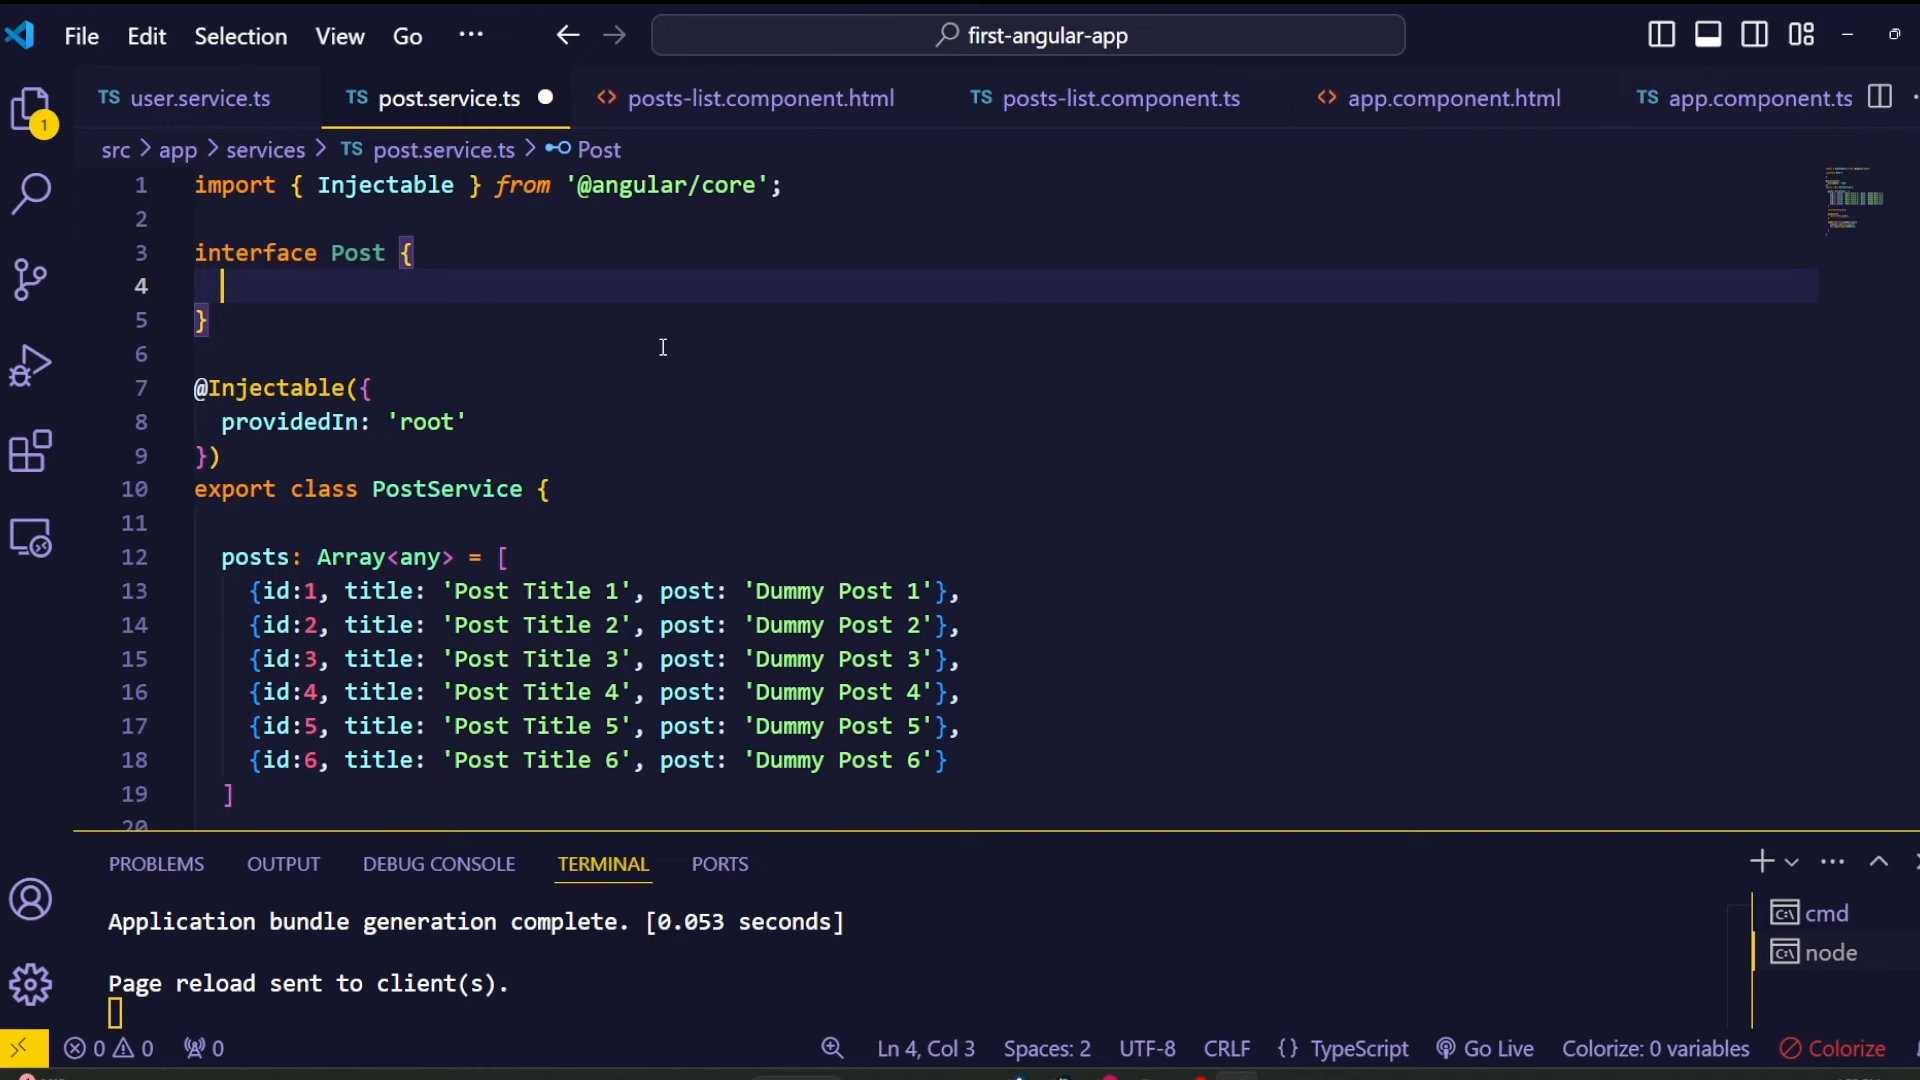 File Edit Selection View Go ··· first-angular-app
TS user.service.ts TS post.service.ts posts-list.component.html TS posts-list.component.ts app.component.html TS app.component.ts
1
src > app > services > TS post.service.ts > Post
1 import { Injectable } from '@angular/core';
2
3 interface Post {
4
5 }
6
7 @Injectable({
8 providedIn: 'root'
9 })
10 export class PostService {
11
12 posts: Array<any> = [
13 {id:1, title: 'Post Title 1', post: 'Dummy Post 1'},
14 {id:2, title: 'Post Title 2', post: 'Dummy Post 2'},
15 {id:3, title: 'Post Title 3', post: 'Dummy Post 3'},
16 {id:4, title: 'Post Title 4', post: 'Dummy Post 4'},
17 {id:5, title: 'Post Title 5', post: 'Dummy Post 5'},
18 {id:6, title: 'Post Title 6', post: 'Dummy Post 6'}
19 ]
20
PROBLEMS OUTPUT DEBUG CONSOLE TERMINAL PORTS
Application bundle generation complete. [0.053 seconds]
cmd
node
Page reload sent to client(s).
0 0 0 Ln 4, Col 3 Spaces: 2 UTF-8 CRLF {} TypeScript Go Live Colorize: 0 variables Colorize